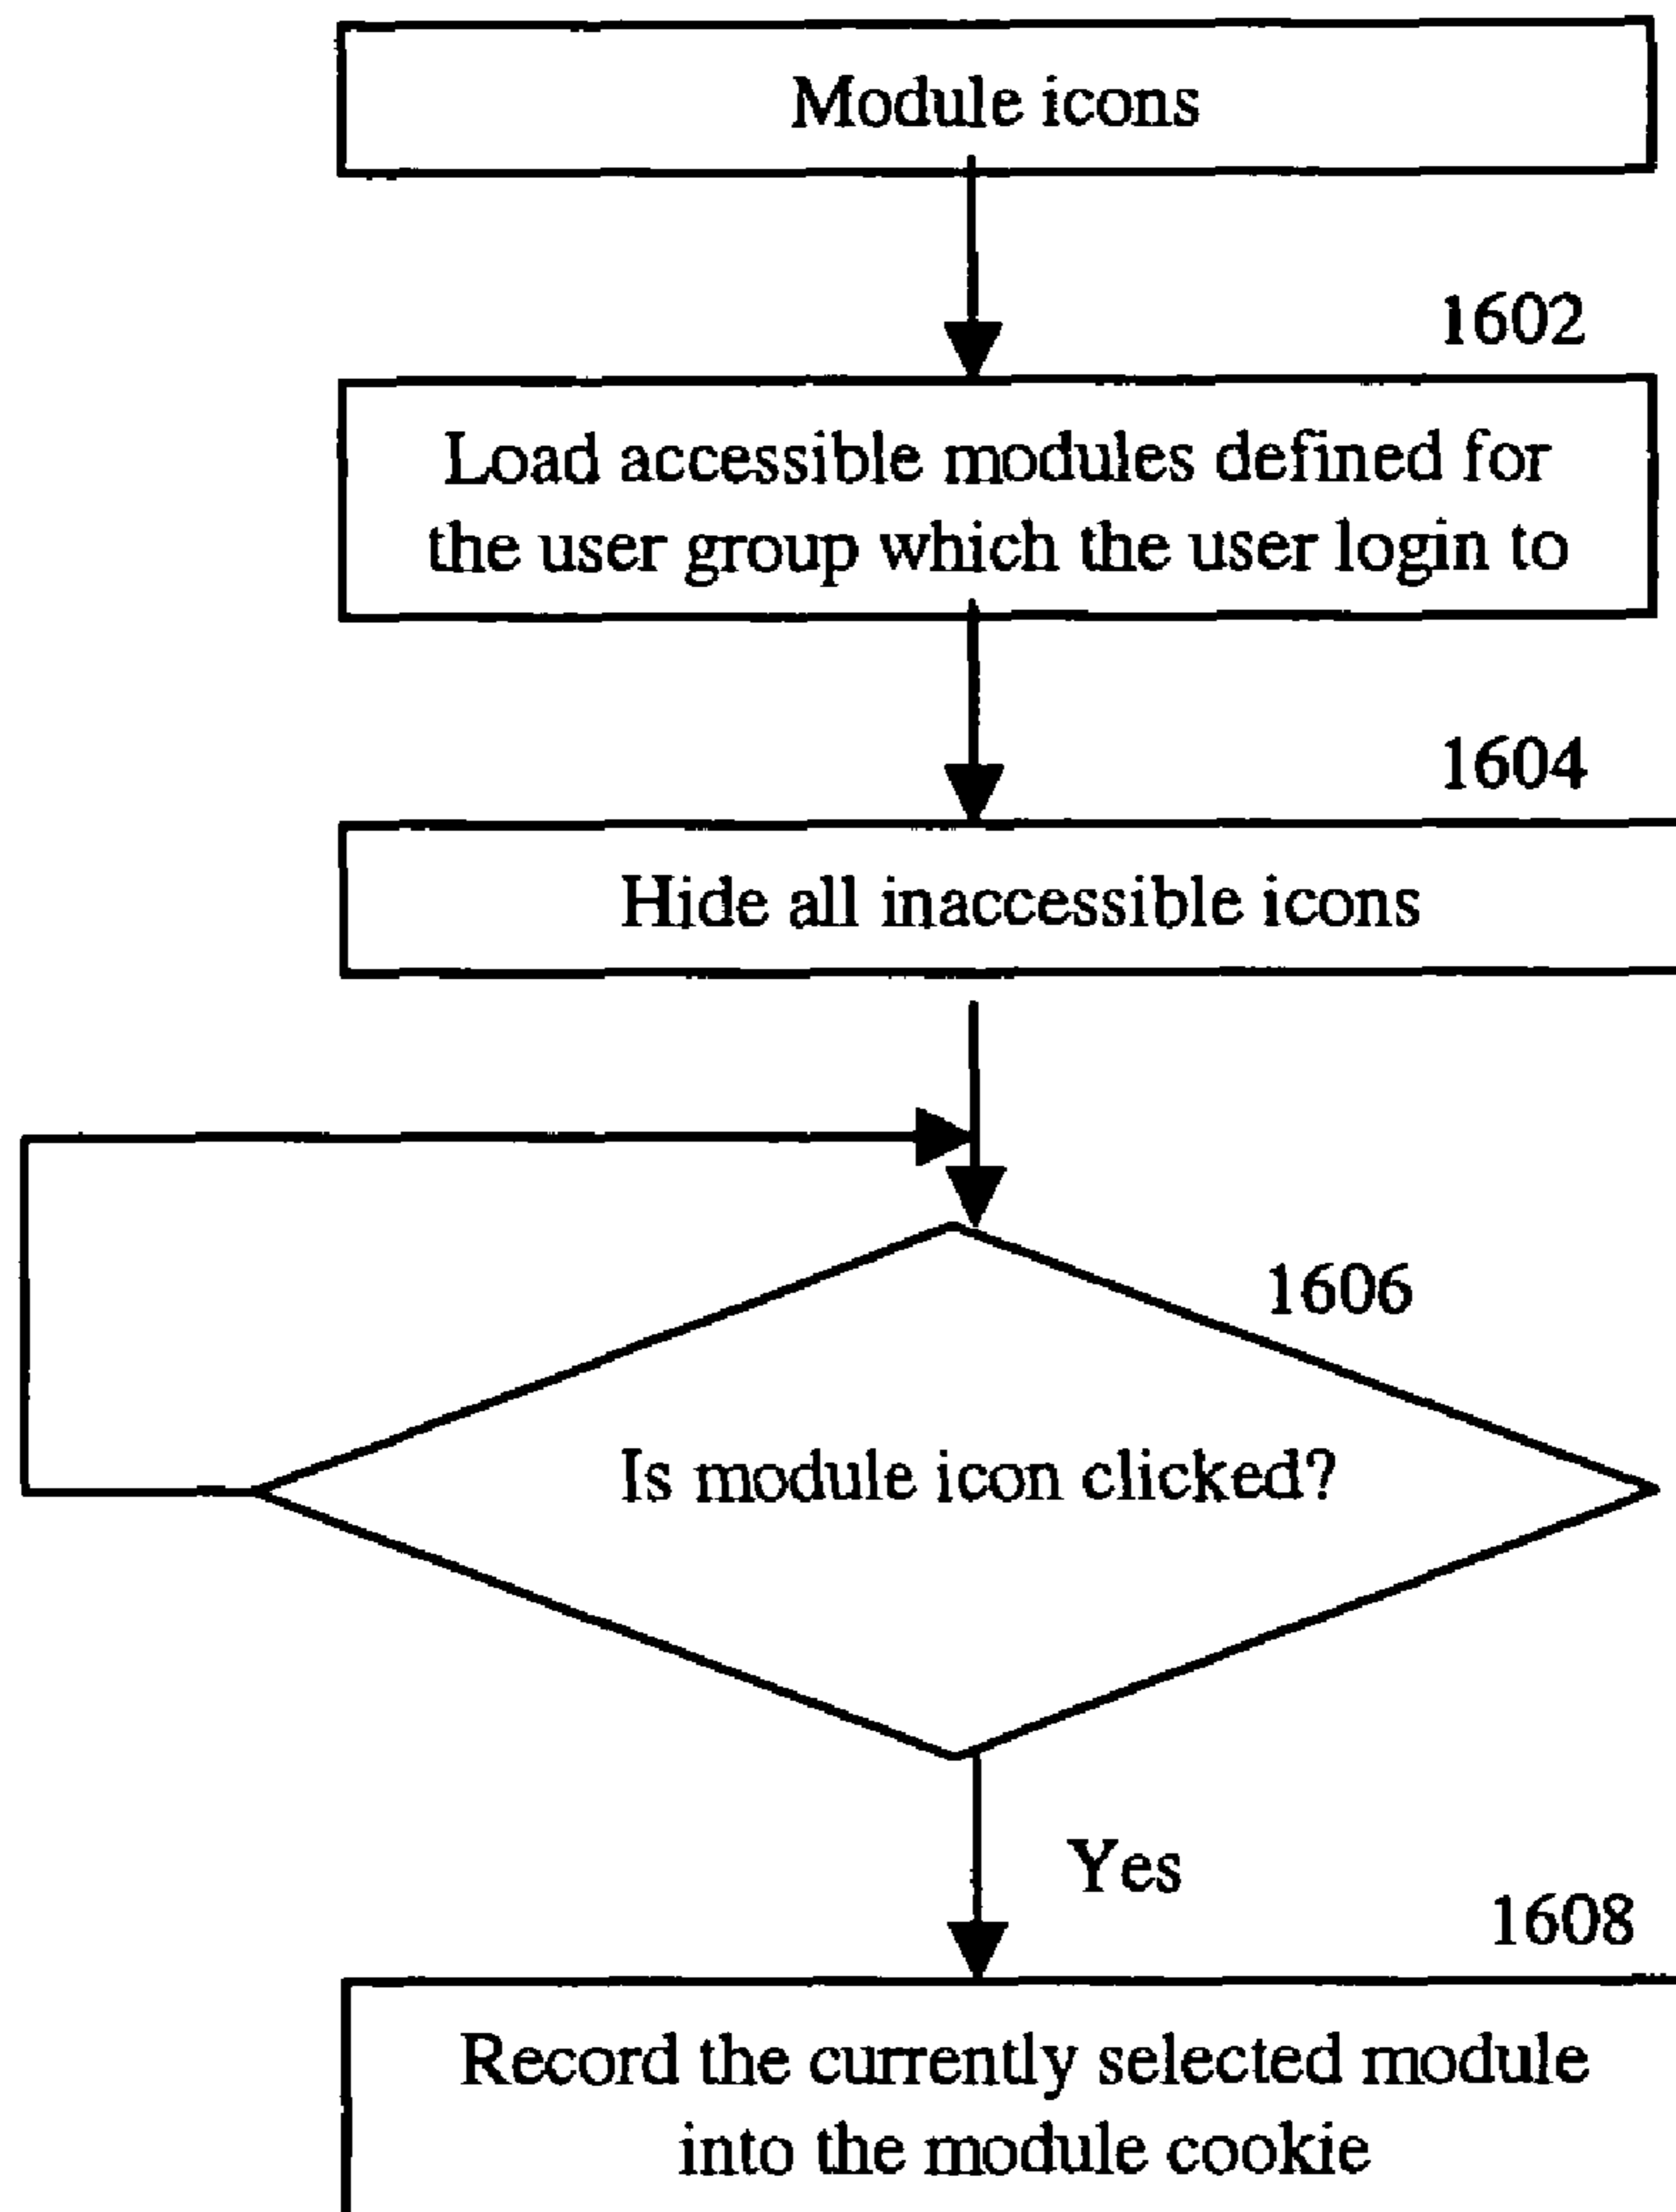 Module icons
1602
Load accessible modules defined for
the user group which the user login to
1604
Hide all inaccessible icons
1606
Is module icon clicked?
Yes
1608
Record the currently selected module
into the module cookie